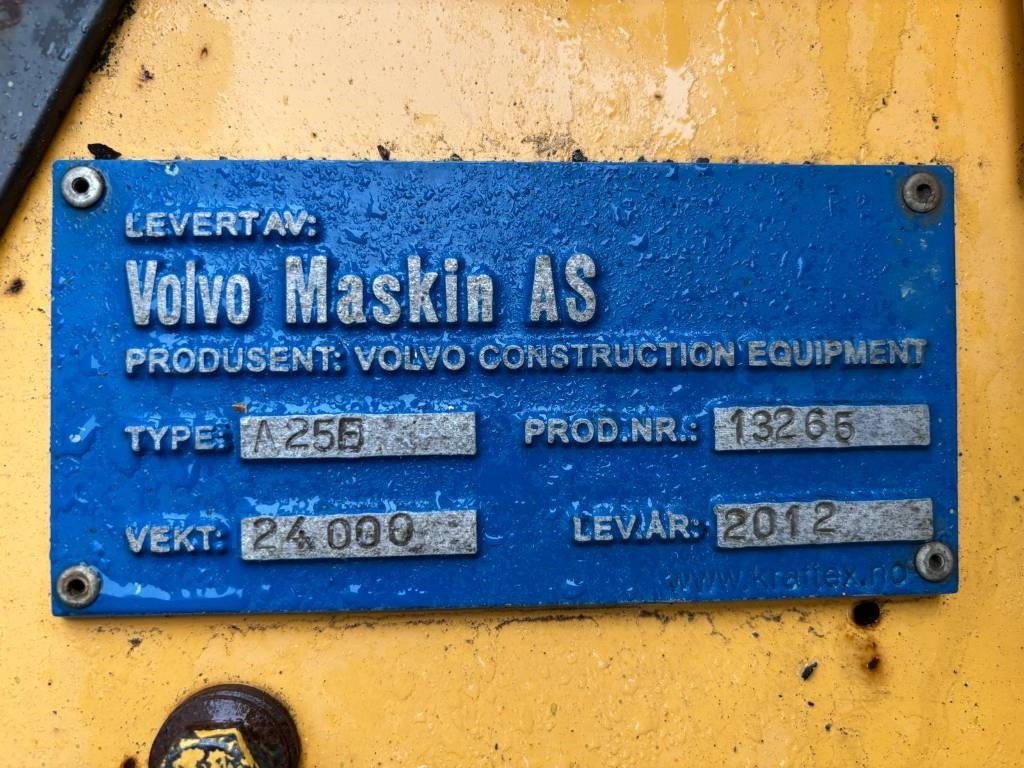 LEVERT AV:
Volvo Maskin AS
PRODUSENT: VOLVO CONSTRUCTION EQUIPMENT
TYPE: A25B PROD.NR.: 13265
VEKT: 24.000 LEV.ÅR: 2012
www.kraftex.no